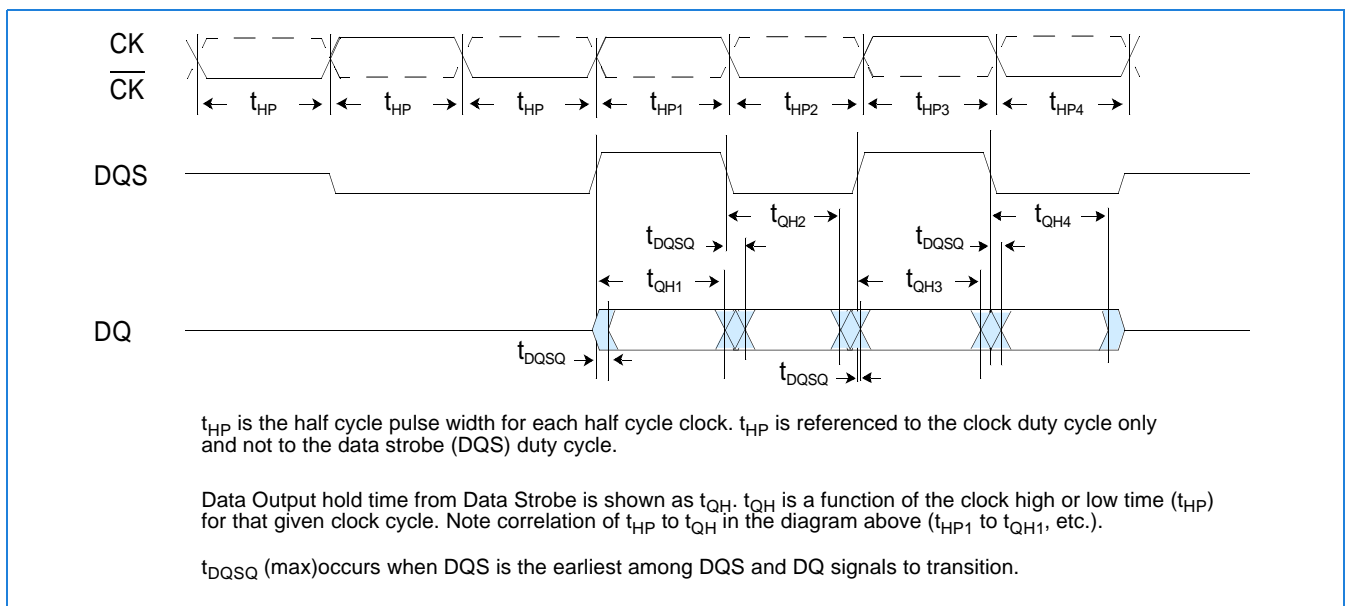 CK
CK
tHP tHP tHP tHP1 tHP2 tHP3 tHP4
DQS
tQH2 tQH4
tDQSQ tDQSQ
tQH1 tQH3
DQ
tDQSQ tDQSQ
tHP is the half cycle pulse width for each half cycle clock. tHP is referenced to the clock duty cycle only
and not to the data strobe (DQS) duty cycle.
Data Output hold time from Data Strobe is shown as tQH. tQH is a function of the clock high or low time (tHP)
for that given clock cycle. Note correlation of tHP to tQH in the diagram above (tHP1 to tQH1, etc.).
tDQSQ (max)occurs when DQS is the earliest among DQS and DQ signals to transition.